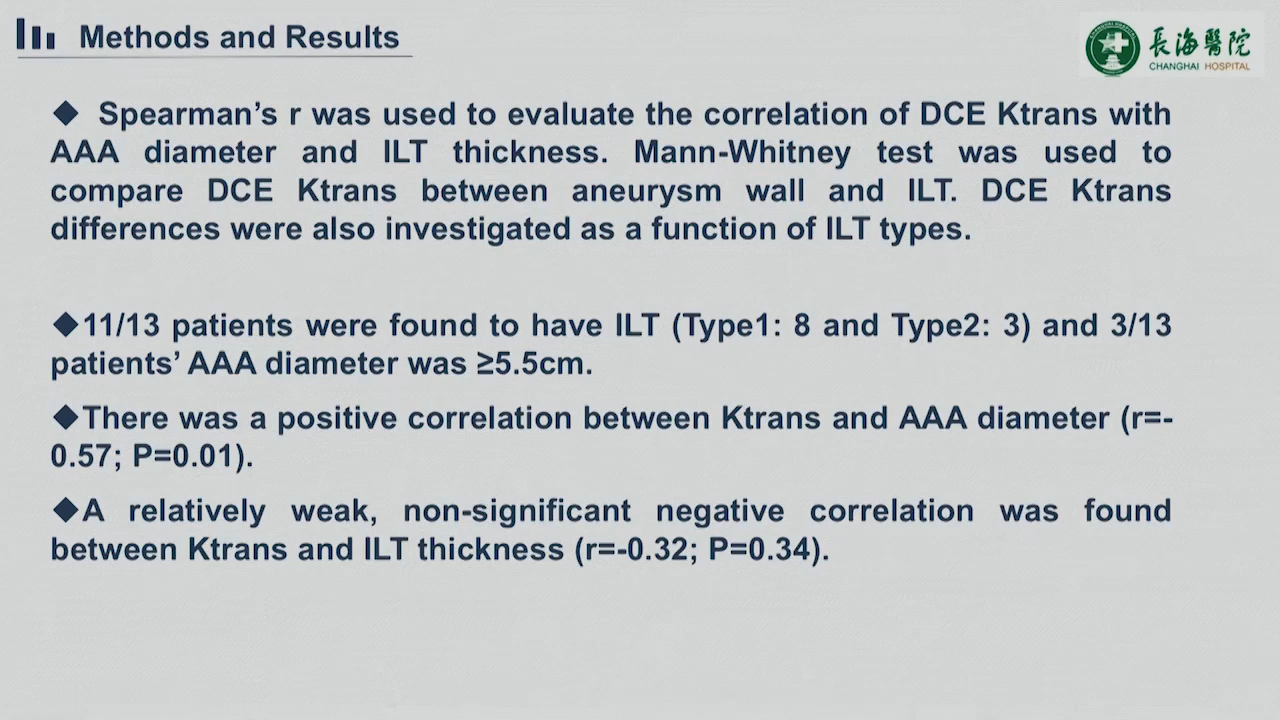 Methods and Results
長海醫院
CHANGHAI HOSPITAL
◆ Spearman’s r was used to evaluate the correlation of DCE Ktrans with
AAA diameter and ILT thickness. Mann-Whitney test was used to
compare DCE Ktrans between aneurysm wall and ILT. DCE Ktrans
differences were also investigated as a function of ILT types.
◆11/13 patients were found to have ILT (Type1: 8 and Type2: 3) and 3/13
patients’ AAA diameter was ≥5.5cm.
◆There was a positive correlation between Ktrans and AAA diameter (r=-
0.57; P=0.01).
◆A relatively weak, non-significant negative correlation was found
between Ktrans and ILT thickness (r=-0.32; P=0.34).